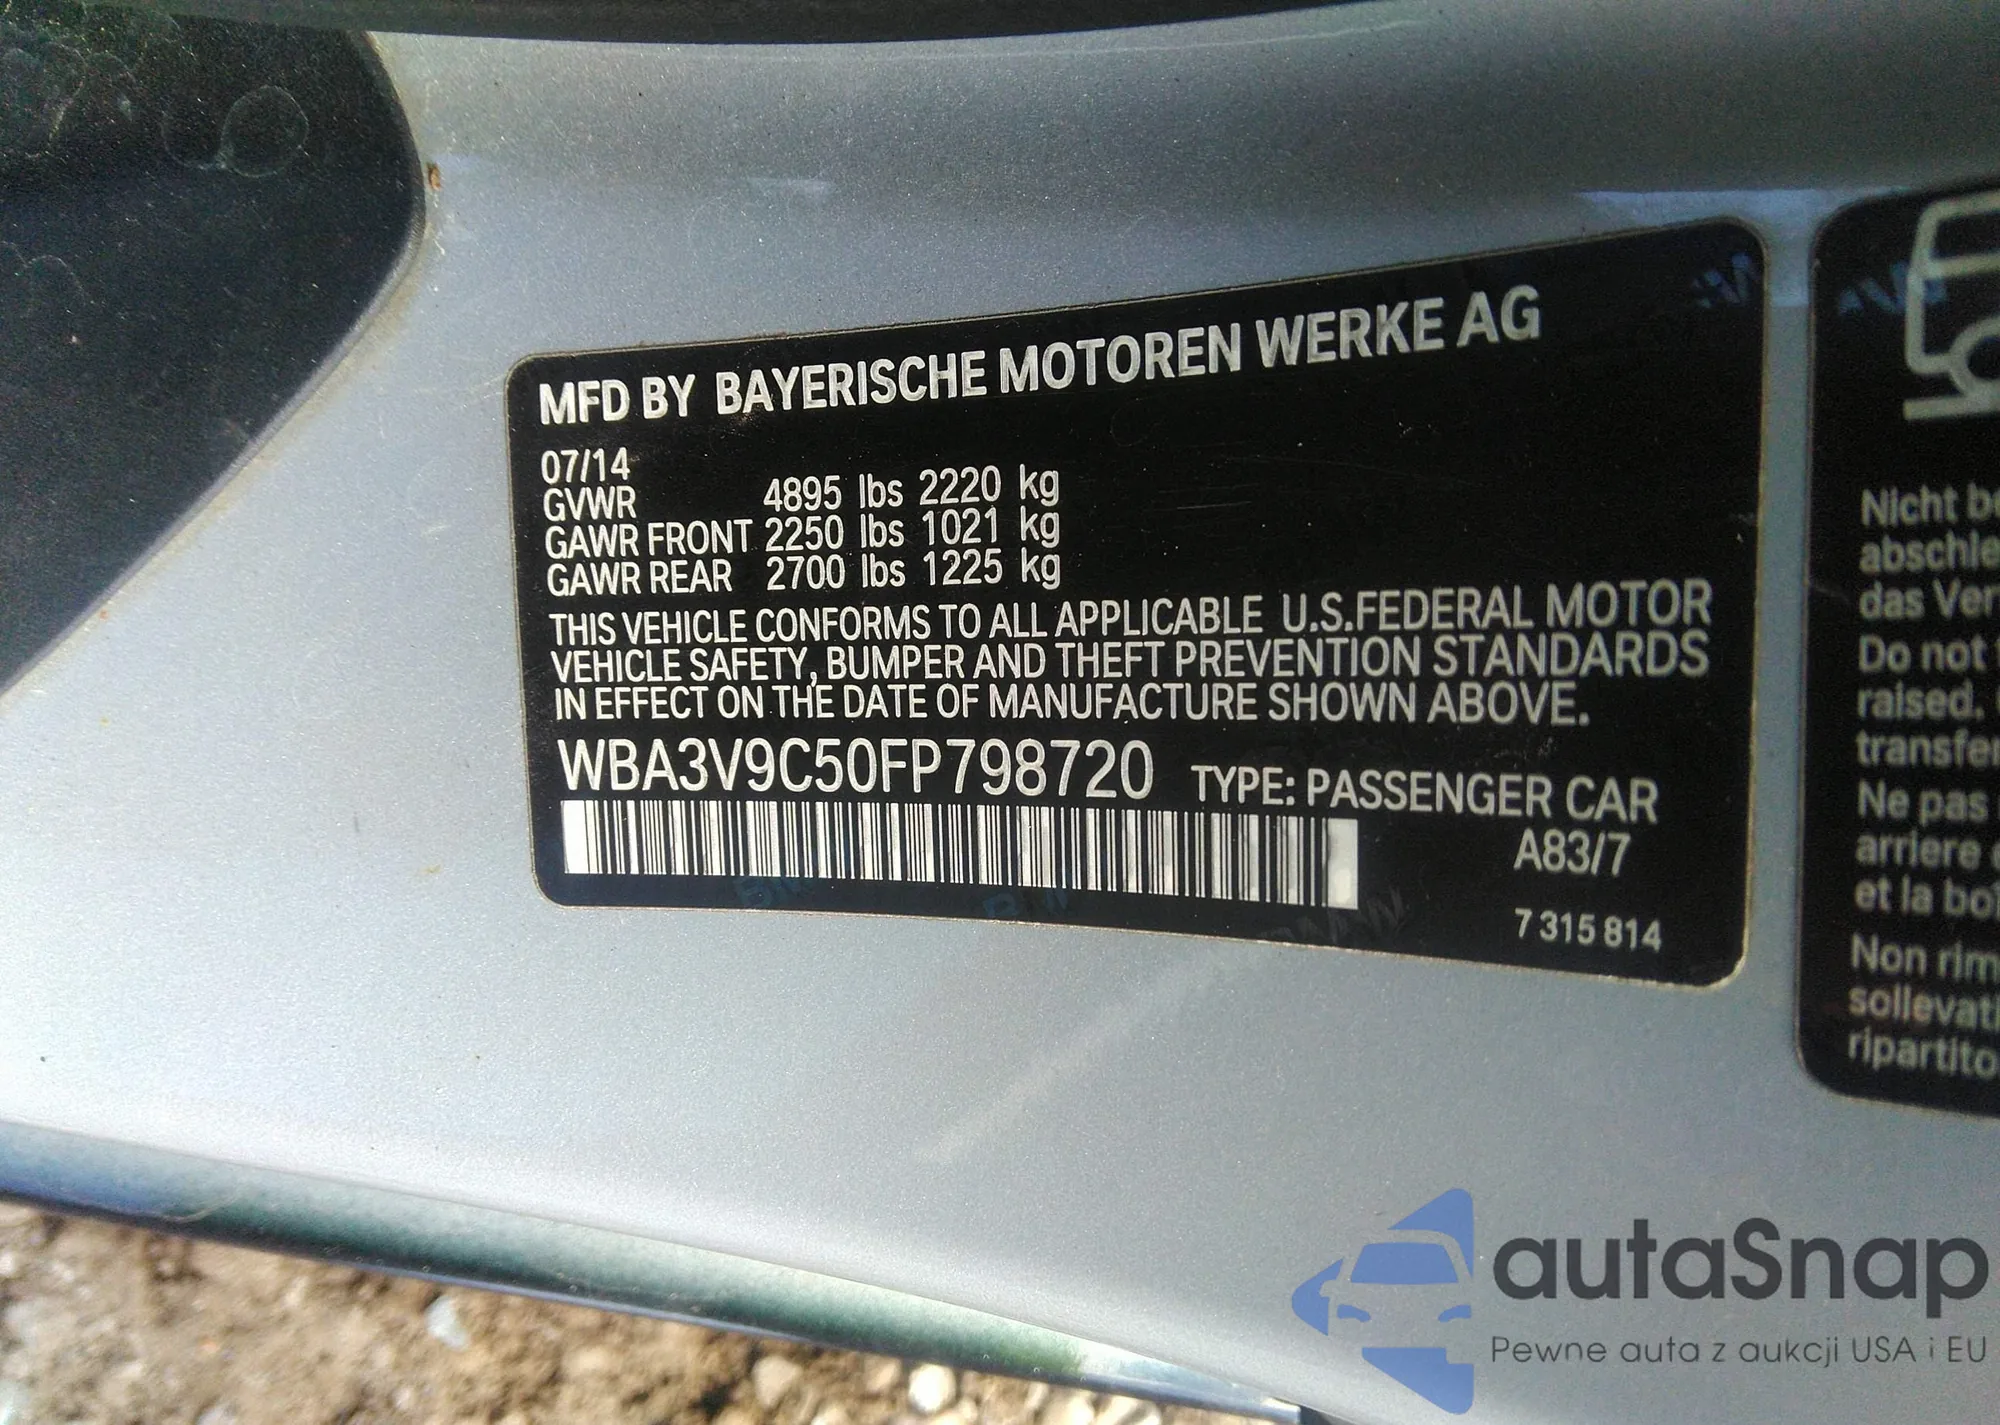 MFD BY BAYERISCHE MOTOREN WERKE AG
07/14
GVWR 4895 lbs 2220 kg
GAWR FRONT 2250 lbs 1021 kg
GAWR REAR 2700 lbs 1225 kg
THIS VEHICLE CONFORMS TO ALL APPLICABLE U.S.FEDERAL MOTOR
VEHICLE SAFETY, BUMPER AND THEFT PREVENTION STANDARDS
IN EFFECT ON THE DATE OF MANUFACTURE SHOWN ABOVE.
WBA3V9C50FP798720 TYPE: PASSENGER CAR
A83/7
7 315 814
Nicht
das
Do not
raised.
Ne pas
arriere
et la
Non
autaSnap
Pewne auta z aukcji USA i EU